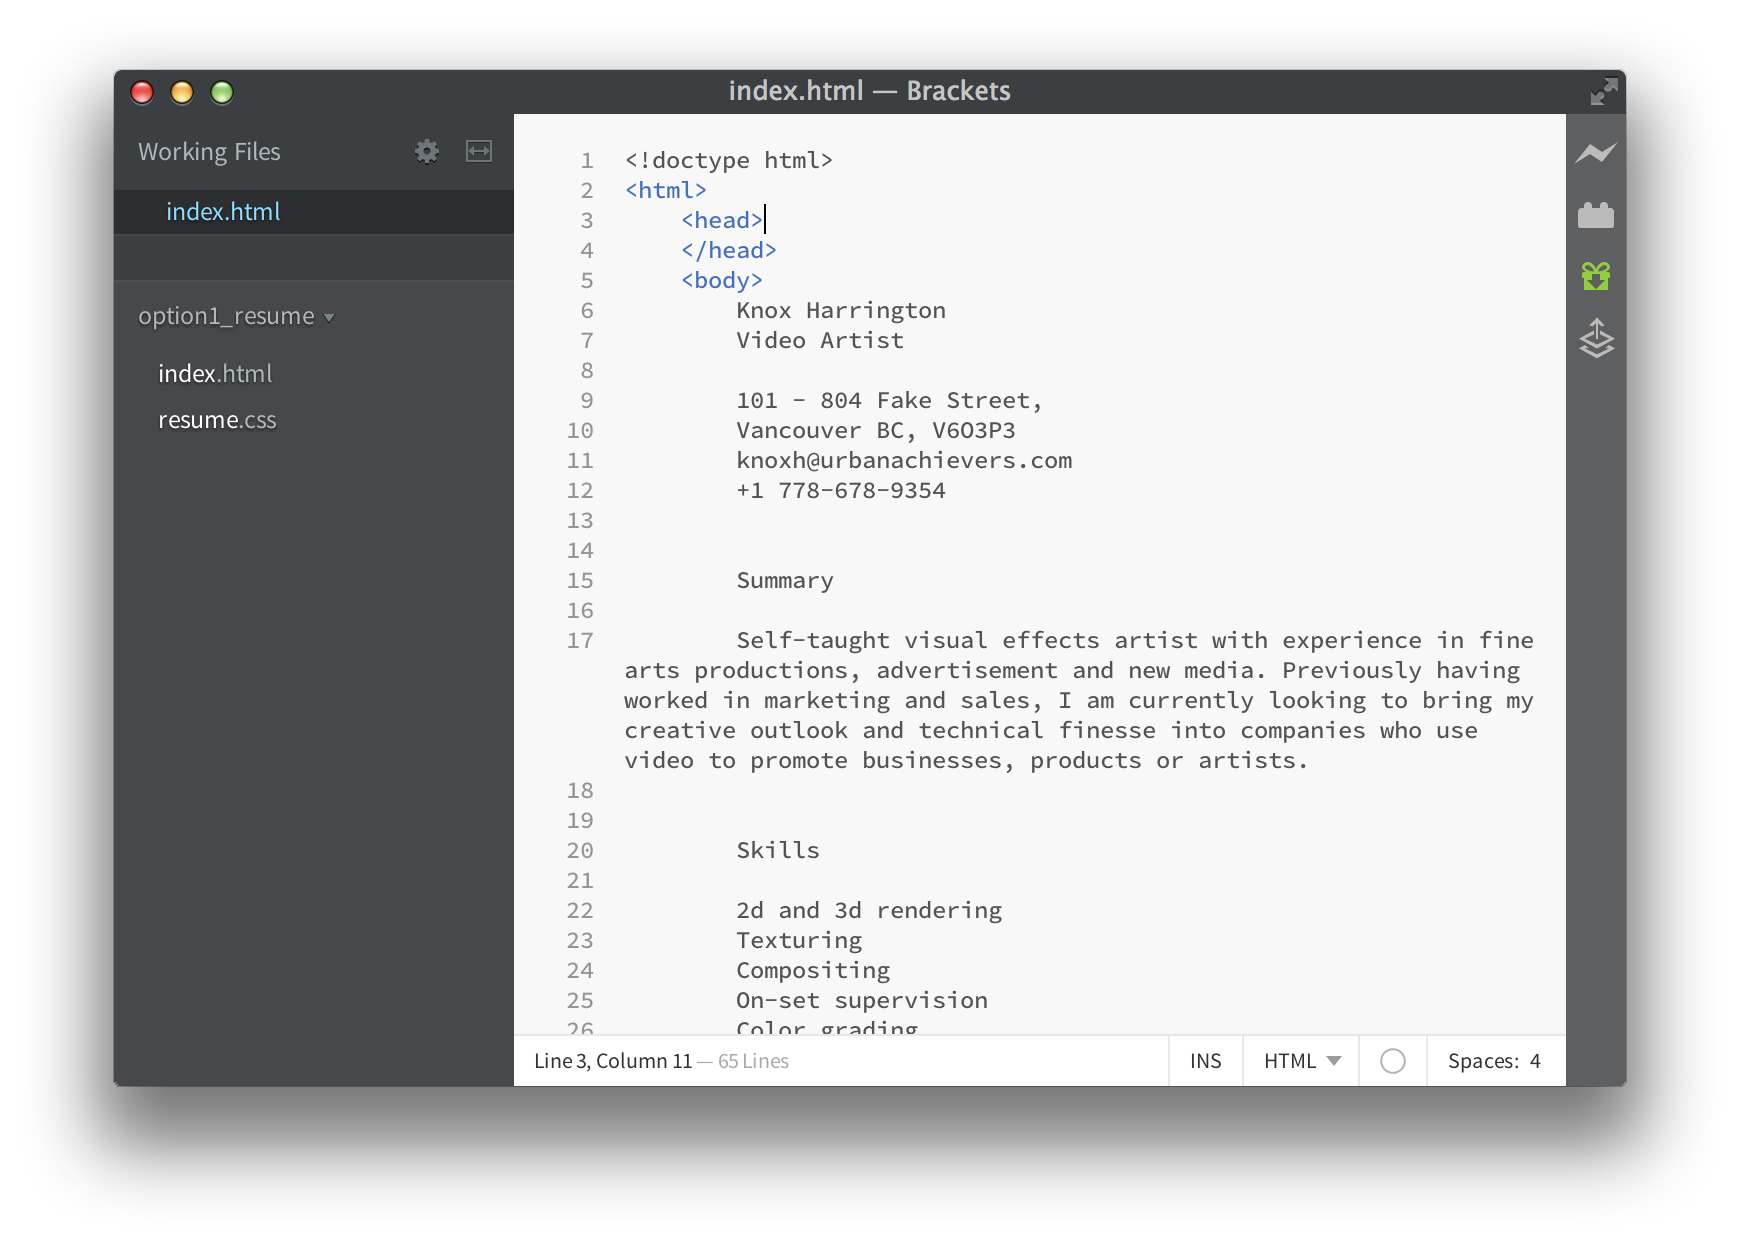 index.html — Brackets
Working Files
index.html
option1_resume
index.html
resume.css
1 <!doctype html>
2 <html>
3 <head>
4 </head>
5 <body>
6 Knox Harrington
7 Video Artist
8
9 101 - 804 Fake Street,
10 Vancouver BC, V6O3P3
11 knoxh@urbanachievers.com
12 +1 778-678-9354
13
14
15 Summary
16
17 Self-taught visual effects artist with experience in fine
arts productions, advertisement and new media. Previously having
worked in marketing and sales, I am currently looking to bring my
creative outlook and technical finesse into companies who use
video to promote businesses, products or artists.
18
19
20 Skills
21
22 2d and 3d rendering
23 Texturing
24 Compositing
25 On-set supervision
26 Color grading
Line 3, Column 11 — 65 Lines
INS
HTML
Spaces: 4